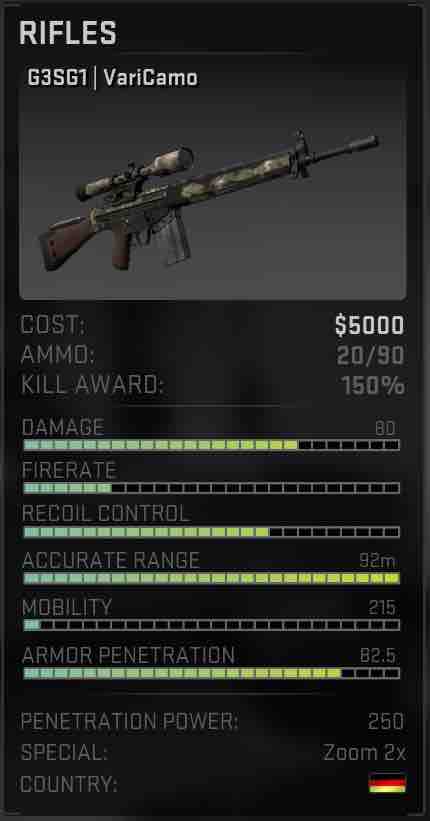 RIFLES
G3SG1 | VariCamo
COST: $5000
AMMO: 20/90
KILL AWARD: 150%
DAMAGE 80
FIRERATE
RECOIL CONTROL
ACCURATE RANGE 92m
MOBILITY 215
ARMOR PENETRATION 82.5
PENETRATION POWER: 250
SPECIAL: Zoom 2x
COUNTRY: